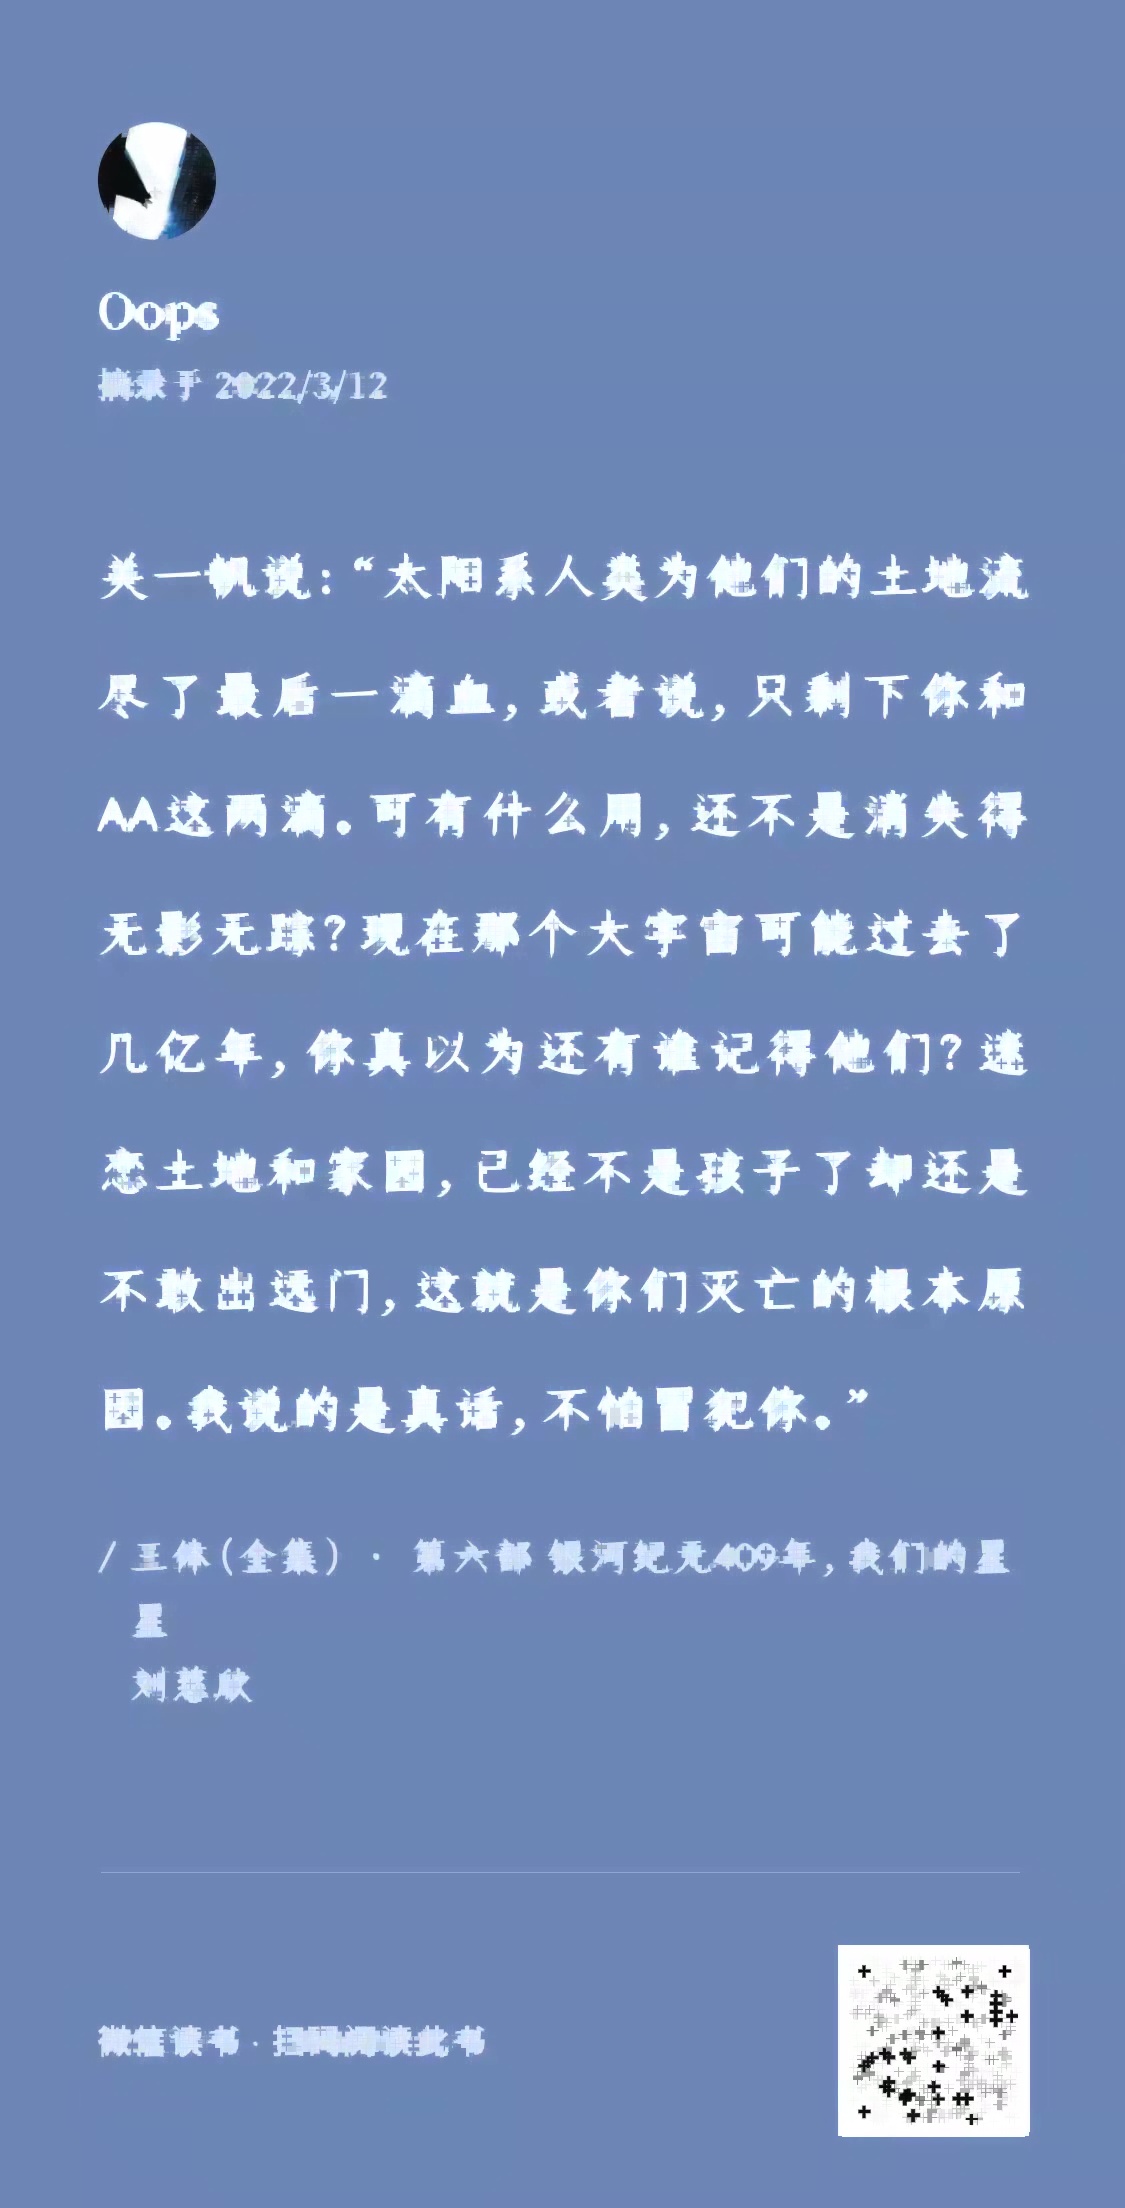 Oops
摘录于 2022/3/12
关一帆说：“太阳系人类为他们的土地流
尽了最后一滴血，或者说，只剩下你和
AA这两滴。可有什么用，还不是消失得
无影无踪？现在那个大宇宙可能过去了
几亿年，你真以为还有谁记得他们？迷
恋土地和家园，已经不是孩子了却还是
不敢出远门，这就是你们灭亡的根本原
因。我说的是真话，不怕冒犯你。”
/ 三体（全集） · 第六部 银河纪元409年，我们的星
星
刘慈欣
微信读书 · 扫码阅读此书